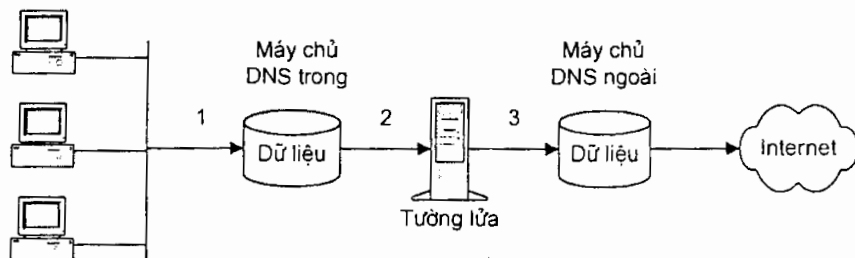 Máy chủ
DNS trong
Máy chủ
DNS ngoài
1
2
3
Dữ liệu
Dữ liệu
Internet
Tường lửa